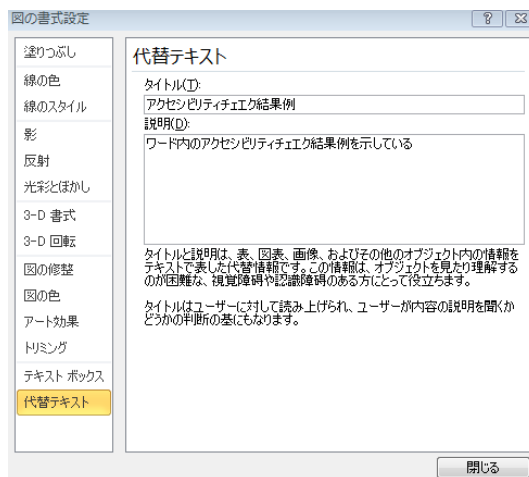 図の書式設定
塗りつぶし
線の色
線のスタイル
影
反射
光彩とぼかし
3-D 書式
3-D 回転
図の修整
図の色
アート効果
トリミング
テキスト ボックス
代替テキスト
代替テキスト
タイトル(T):
アクセシビリティチェエク結果例
説明(D):
ワード内のアクセシビリティチェエク結果例を示している
タイトルと説明は、表、図表、画像、およびその他のオブジェクト内の情報を
テキストで表した代替情報です。この情報は、オブジェクトを見たり理解する
のが困難な、視覚障碍や認識障碍のある方にとって役立ちます。
タイトルはユーザーに対して読み上げられ、ユーザーが内容の説明を聞くか
どうかの判断の基にもなります。
閉じる